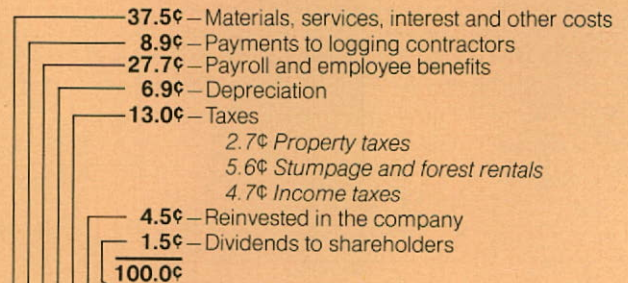 37.5¢ – Materials, services, interest and other costs
8.9¢ – Payments to logging contractors
27.7¢ – Payroll and employee benefits
6.9¢ – Depreciation
13.0¢ – Taxes
2.7¢ Property taxes
5.6¢ Stumpage and forest rentals
4.7¢ Income taxes
4.5¢ – Reinvested in the company
1.5¢ – Dividends to shareholders
100.0¢